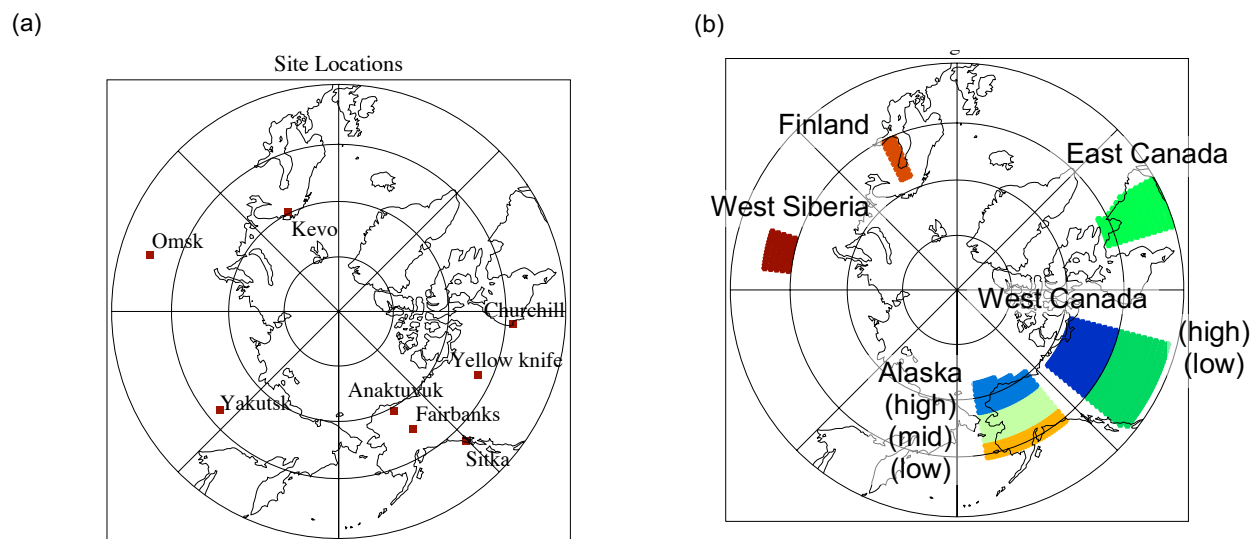 (a)
Site Locations
Omsk
Kevo
Churchill
Yellow knife
Anaktuvuk
Yakutsk
Fairbanks
Sitka
(b)
Finland
East Canada
West Siberia
West Canada
(high)
(low)
Alaska
(high)
(mid)
(low)